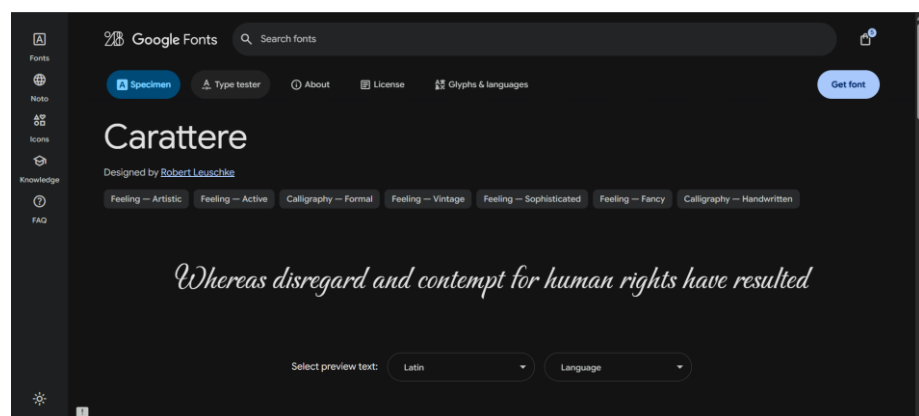 Fonts
Noto
Icons
Knowledge
FAQ
Google Fonts
Search fonts
5
Specimen
Type tester
About
License
Glyphs & languages
Get font
Carattere
Designed by Robert Leuschke
Feeling — Artistic Feeling — Active Calligraphy — Formal Feeling — Vintage Feeling — Sophisticated Feeling — Fancy Calligraphy — Handwritten
Whereas disregard and contempt for human rights have resulted
Select preview text: Latin Language